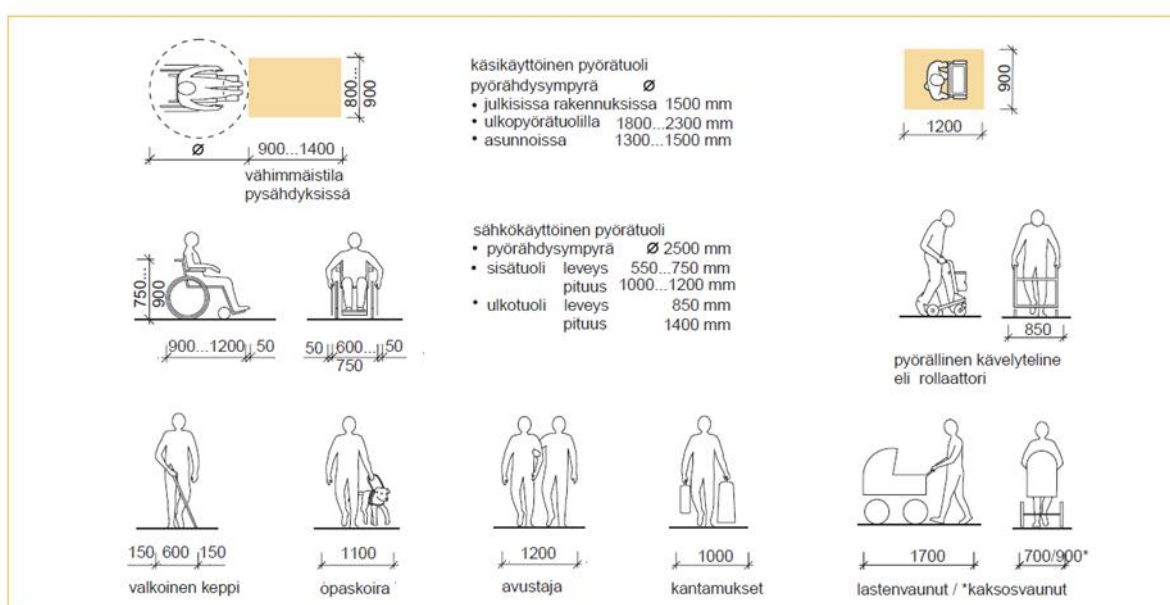 800...
900
Ø
900...1400
vähimmäistila
pysähdyksissä
käsikäyttöinen pyörätuoli
pyörähdysympyrä Ø
• julkisissa rakennuksissa 1500 mm
• ulkopyörätuolilla 1800...2300 mm
• asunnoissa 1300...1500 mm
900
1200
750...
900
900...1200
50
50
600...
750
50
sähkökäyttöinen pyörätuoli
• pyörähdysympyrä Ø 2500 mm
• sisätuoli leveys 550...750 mm
pituus 1000...1200 mm
• ulkotuoli leveys 850 mm
pituus 1400 mm
850
pyörällinen kävelyteline
eli rollaattori
150 600 150
valkoinen keppi
1100
opaskoira
1200
avustaja
1000
kantamukset
1700
700/900*
lastenvaunut / *kaksosvaunut